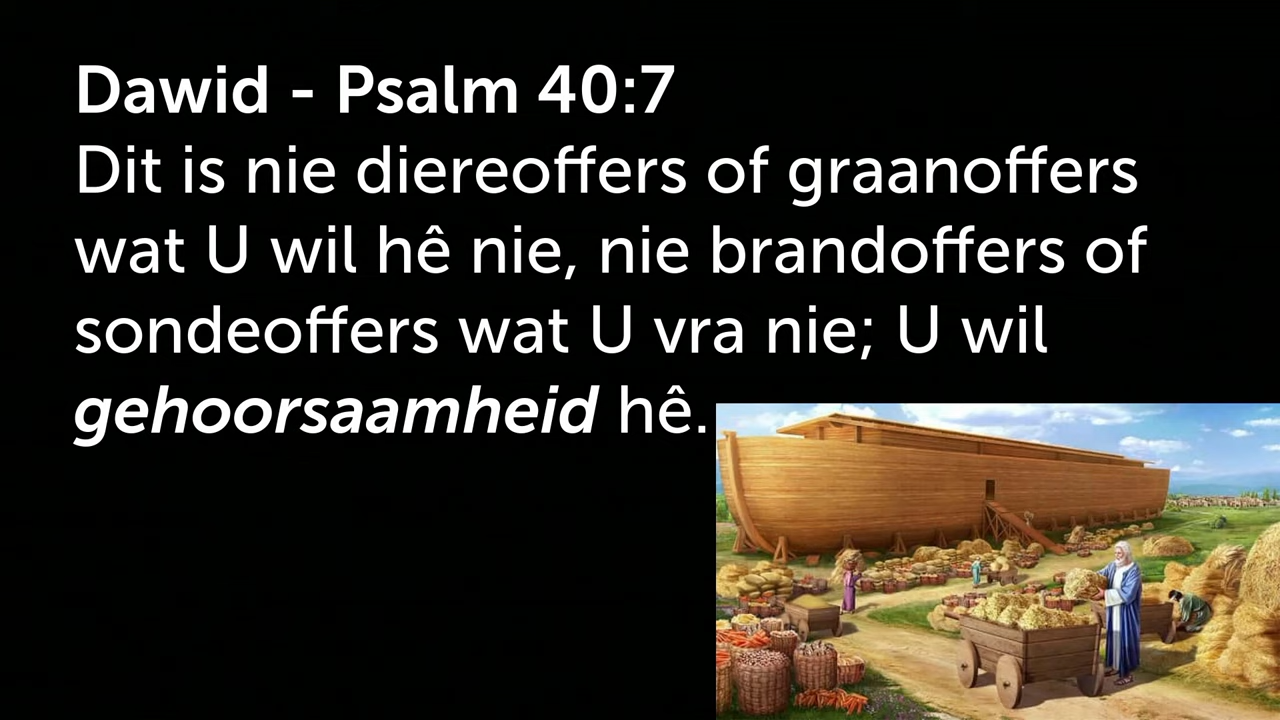 Dawid - Psalm 40:7
Dit is nie diereoffers of graanoffers
wat U wil hê nie, nie brandoffers of
sondeoffers wat U vra nie; U wil
gehoorsaamheid hê.